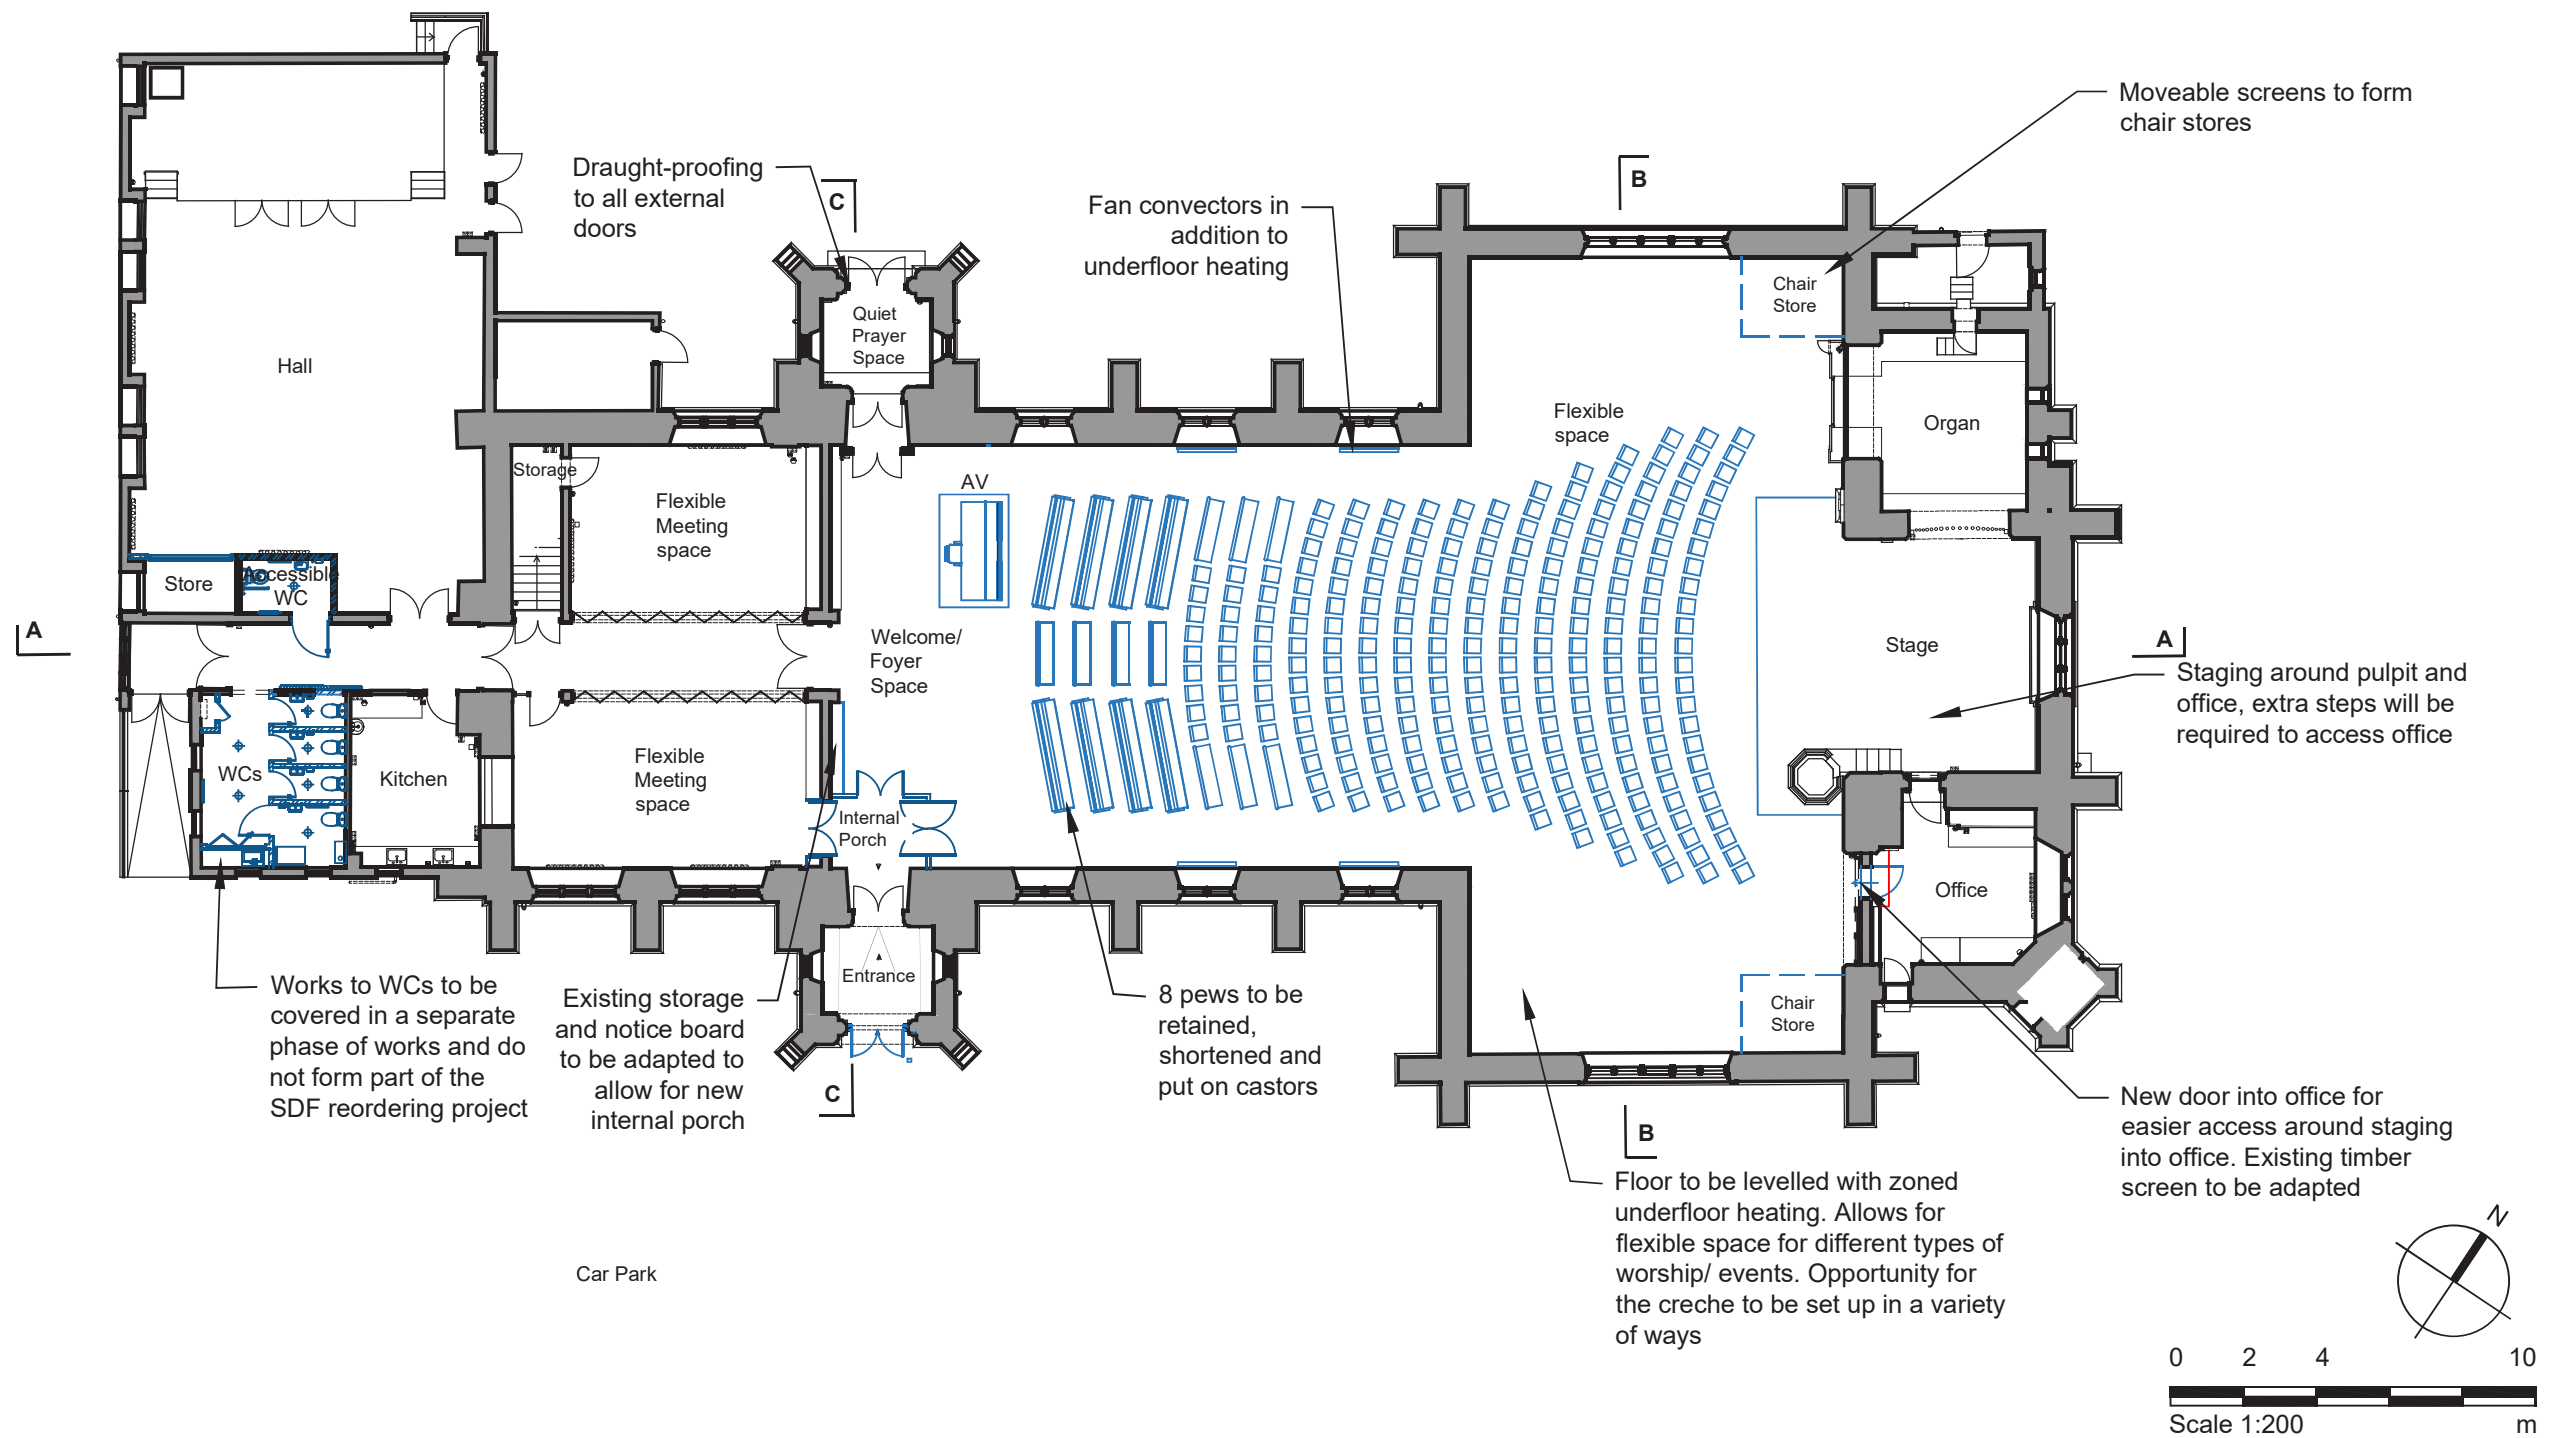 Moveable screens to form
chair stores
Draught-proofing
to all external
doors
C
B
Fan convectors in
addition to
underfloor heating
Chair
Store
Quiet
Prayer
Space
Hall
Flexible
space
Organ
Storage
AV
Flexible
Meeting
space
Store
Accessible
WC
A
Welcome/
Foyer
Space
Stage
A
Staging around pulpit and
office, extra steps will be
required to access office
WCs
Kitchen
Flexible
Meeting
space
Internal
Porch
Office
Entrance
Chair
Store
Works to WCs to be
covered in a separate
phase of works and do
not form part of the
SDF reordering project
Existing storage
and notice board
to be adapted to
allow for new
internal porch
C
8 pews to be
retained,
shortened and
put on castors
B
New door into office for
easier access around staging
into office. Existing timber
screen to be adapted
Floor to be levelled with zoned
underfloor heating. Allows for
flexible space for different types of
worship/ events. Opportunity for
the creche to be set up in a variety
of ways
Car Park
N
0 2 4 10
Scale 1:200 m